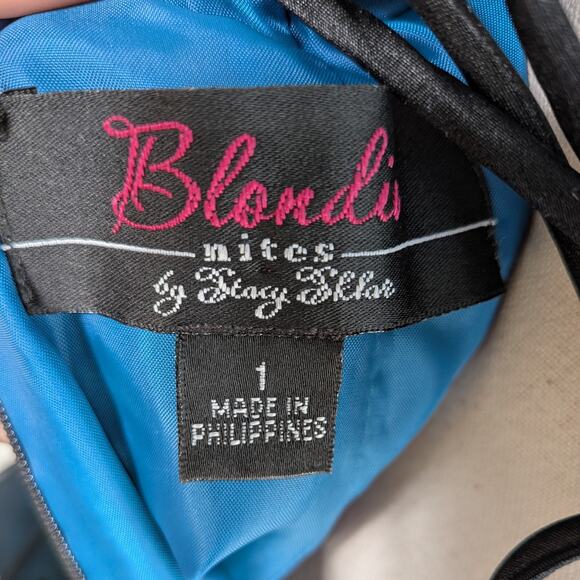 Blondi
nites
by Stacy Sklar
1
MADE IN
PHILIPPINES